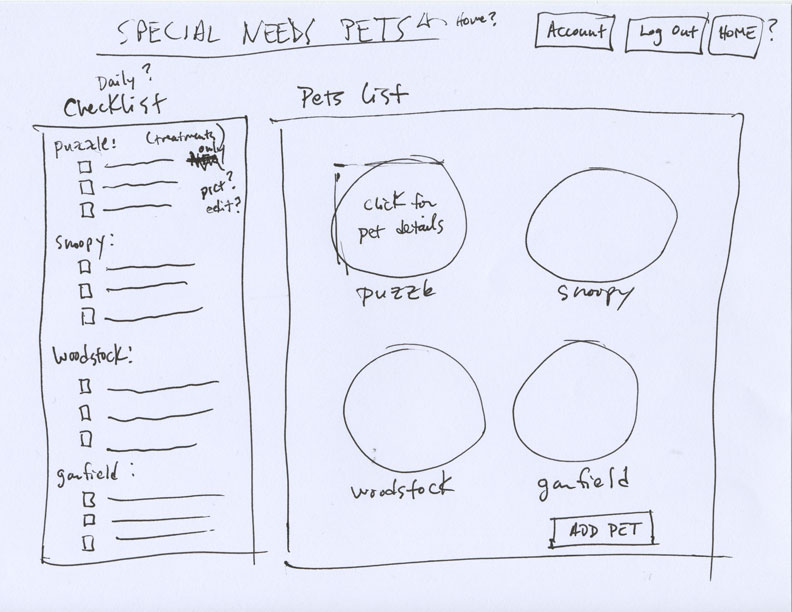 SPECIAL NEEDS PETS
Home?
Account
Log Out
HOME ?
Daily?
Checklist
puzzle:
(treatments
only)
pict?
edit?
snoopy:
woodstock:
garfield:
Pets List
click for
pet details
puzzle
snoopy
woodstock
garfield
ADD PET